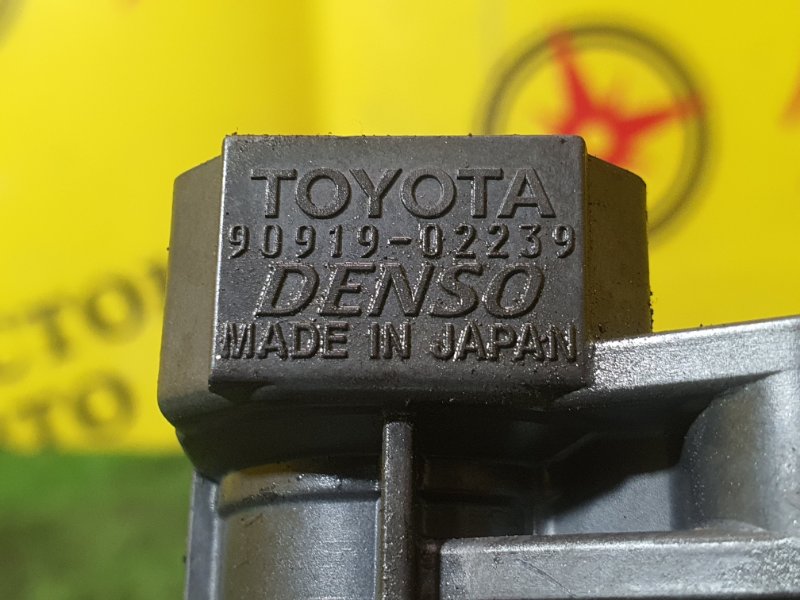 TOYOTA
90919-02239
DENSO
MADE IN JAPAN